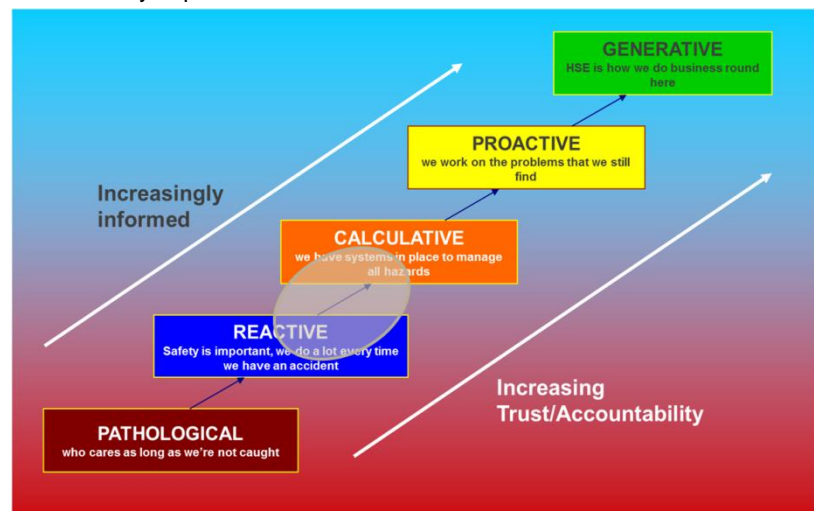 GENERATIVE
HSE is how we do business round
here
PROACTIVE
we work on the problems that we still
find
Increasingly
informed
CALCULATIVE
we have systems in place to manage
all hazards
REACTIVE
Safety is important, we do a lot every time
we have an accident
Increasing
Trust/Accountability
PATHOLOGICAL
who cares as long as we're not caught